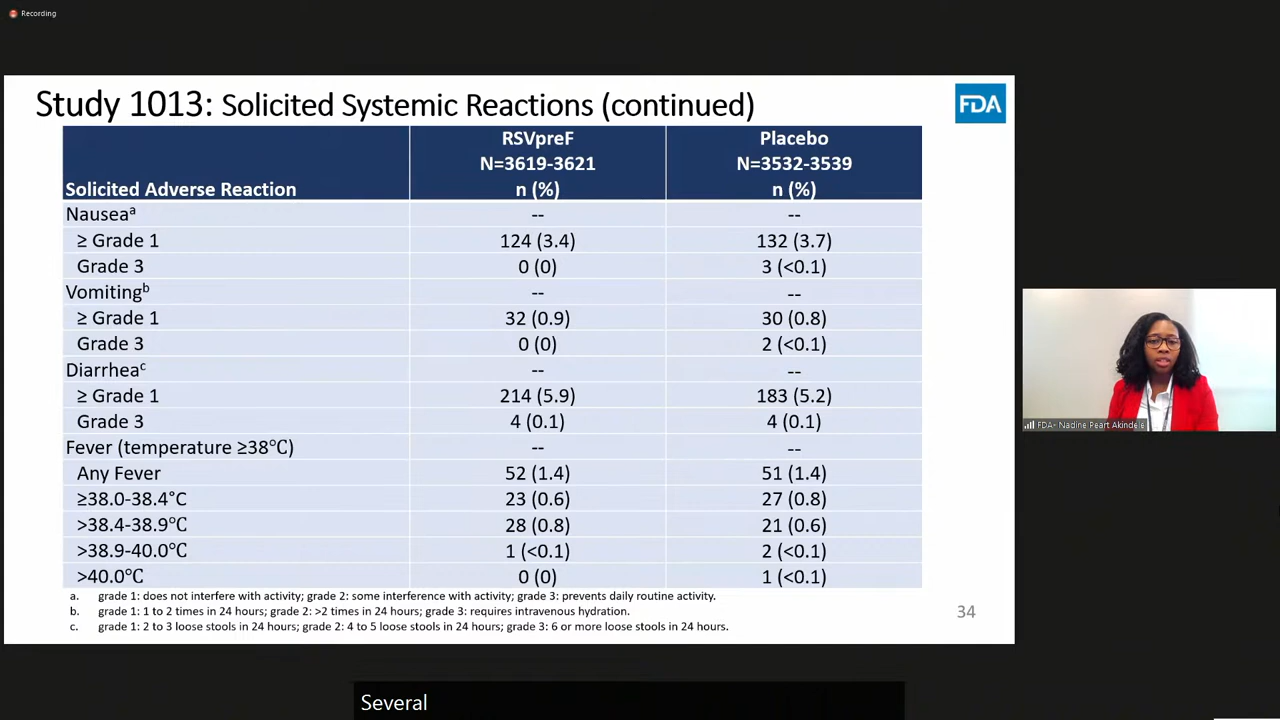 Recording
Study 1013: Solicited Systemic Reactions (continued)
FDA
Solicited Adverse Reaction RSVpreF N=3619-3621 n (%) Placebo N=3532-3539 n (%)
Nauseaᵃ -- --
≥ Grade 1 124 (3.4) 132 (3.7)
Grade 3 0 (0) 3 (<0.1)
Vomitingᵇ -- --
≥ Grade 1 32 (0.9) 30 (0.8)
Grade 3 0 (0) 2 (<0.1)
Diarrheaᶜ -- --
≥ Grade 1 214 (5.9) 183 (5.2)
Grade 3 4 (0.1) 4 (0.1)
Fever (temperature ≥38℃) -- --
Any Fever 52 (1.4) 51 (1.4)
≥38.0-38.4°C 23 (0.6) 27 (0.8)
>38.4-38.9℃ 28 (0.8) 21 (0.6)
>38.9-40.0℃ 1 (<0.1) 2 (<0.1)
>40.0℃ 0 (0) 1 (<0.1)
a. grade 1: does not interfere with activity; grade 2: some interference with activity; grade 3: prevents daily routine activity.
b. grade 1: 1 to 2 times in 24 hours; grade 2: >2 times in 24 hours; grade 3: requires intravenous hydration.
c. grade 1: 2 to 3 loose stools in 24 hours; grade 2: 4 to 5 loose stools in 24 hours; grade 3: 6 or more loose stools in 24 hours.
34
FDA- Nadine Peart Akindele
Several